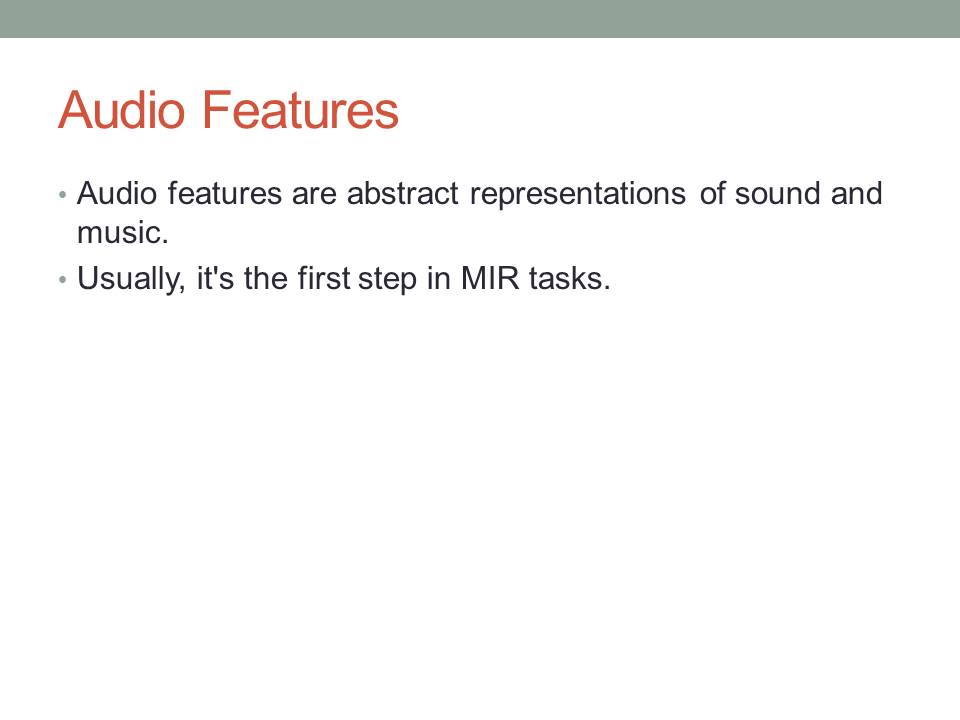 Audio Features
• Audio features are abstract representations of sound and
music.
• Usually, it's the first step in MIR tasks.